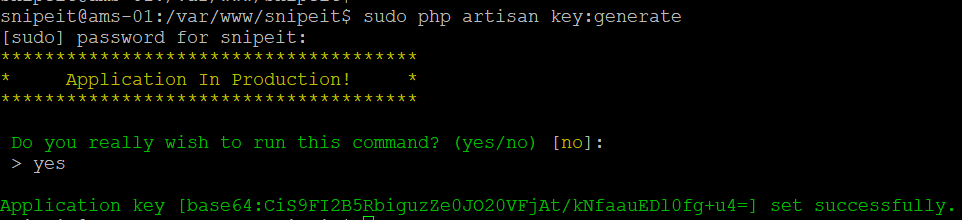 snipeit@ams-01:/var/www/snipeit$ sudo php artisan key:generate
[sudo] password for snipeit:
**************************************
*     Application In Production!     *
**************************************
Do you really wish to run this command? (yes/no) [no]:
> yes
Application key [base64:CiS9FI2B5RbiguzZe0JO20VFjAt/kNfaauEDl0fg+u4=] set successfully.